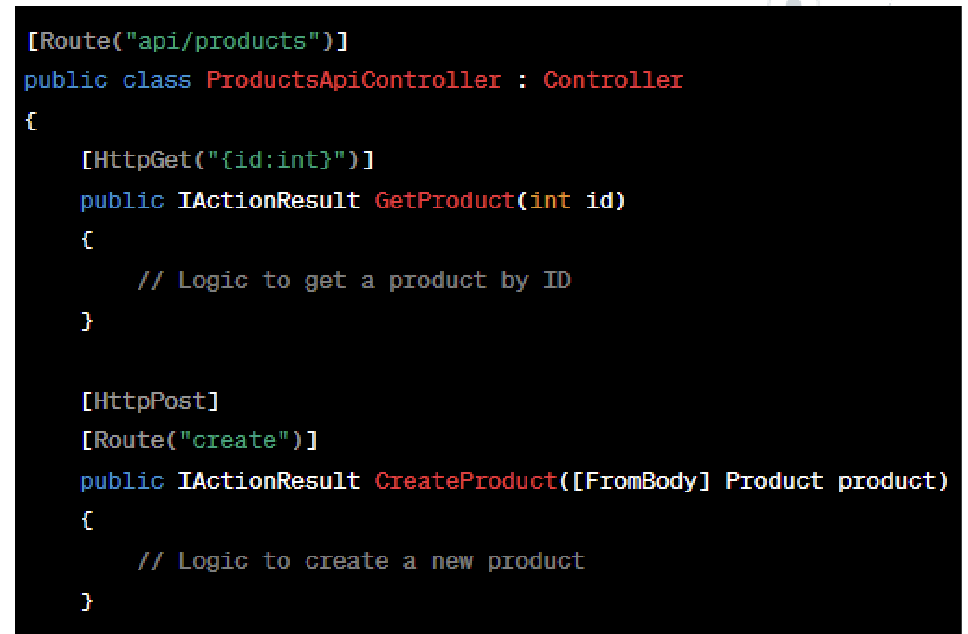 [Route("api/products")]
public class ProductsApiController : Controller
{
[HttpGet("{id:int}")]
public IActionResult GetProduct(int id)
{
// Logic to get a product by ID
}
[HttpPost]
[Route("create")]
public IActionResult CreateProduct([FromBody] Product product)
{
// Logic to create a new product
}